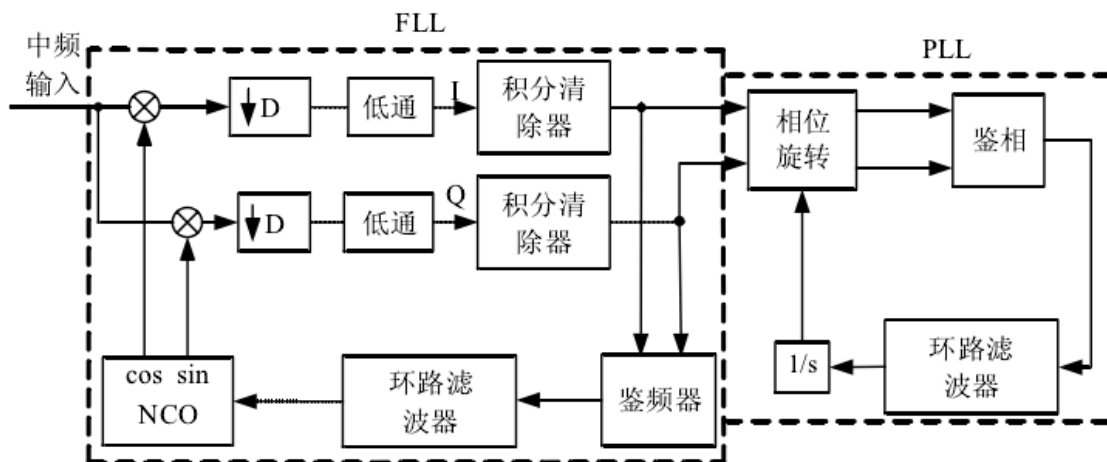 FLL
PLL
中频
输入
D
低通
I
积分清
除器
相位
旋转
鉴相
D
低通
Q
积分清
除器
cos sin
NCO
环路滤
波器
鉴频器
1/s
环路滤
波器